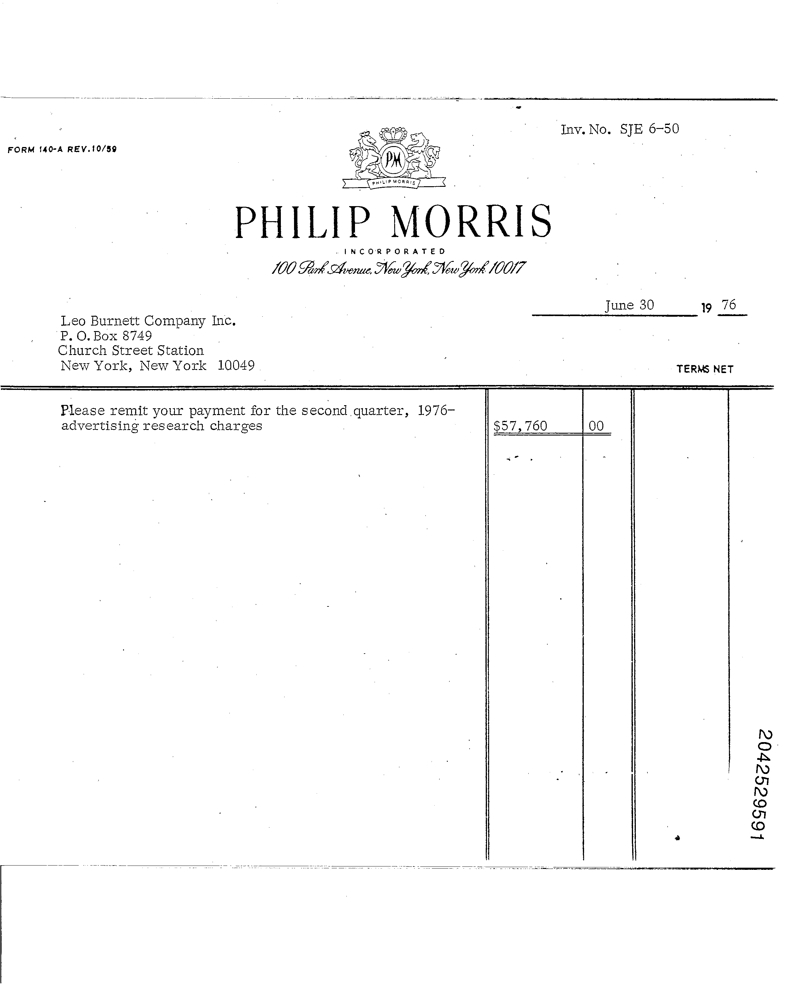 Inv. No. SJE 6-50
FORM 140-A REV. 10/59
PM
PHILIP MORRIS
PHILIP MORRIS
INCORPORATED
100 Park Avenue, New York, New York 10017
June 30 19 76
Leo Burnett Company Inc.
P. O. Box 8749
Church Street Station
New York, New York 10049
TERMS NET
Please remit your payment for the second quarter, 1976-
advertising research charges $57,760 00
2042529591